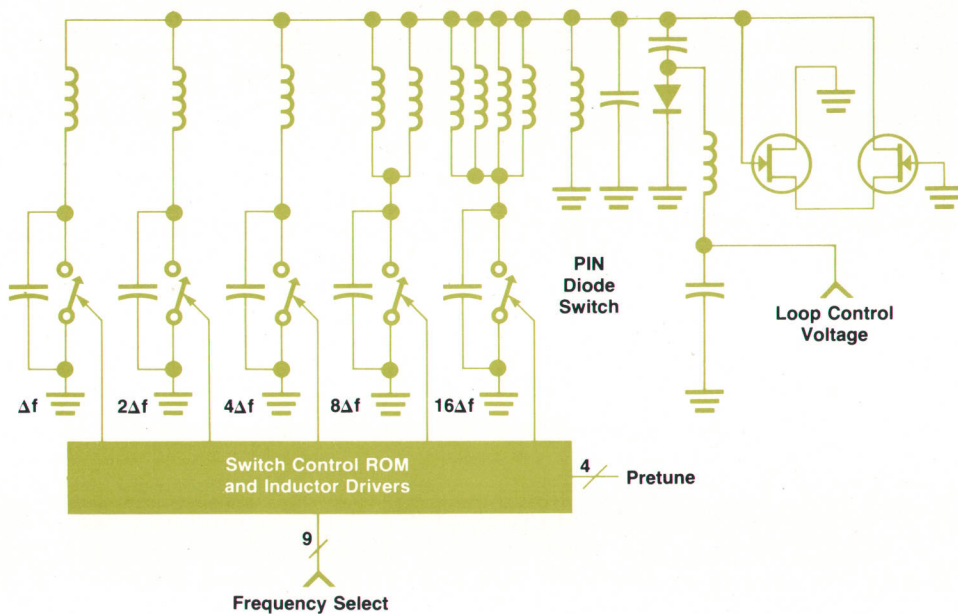 PIN
Diode
Switch
Loop Control
Voltage
Δf
2Δf
4Δf
8Δf
16Δf
Switch Control ROM
and Inductor Drivers
4
Pretune
9
Frequency Select